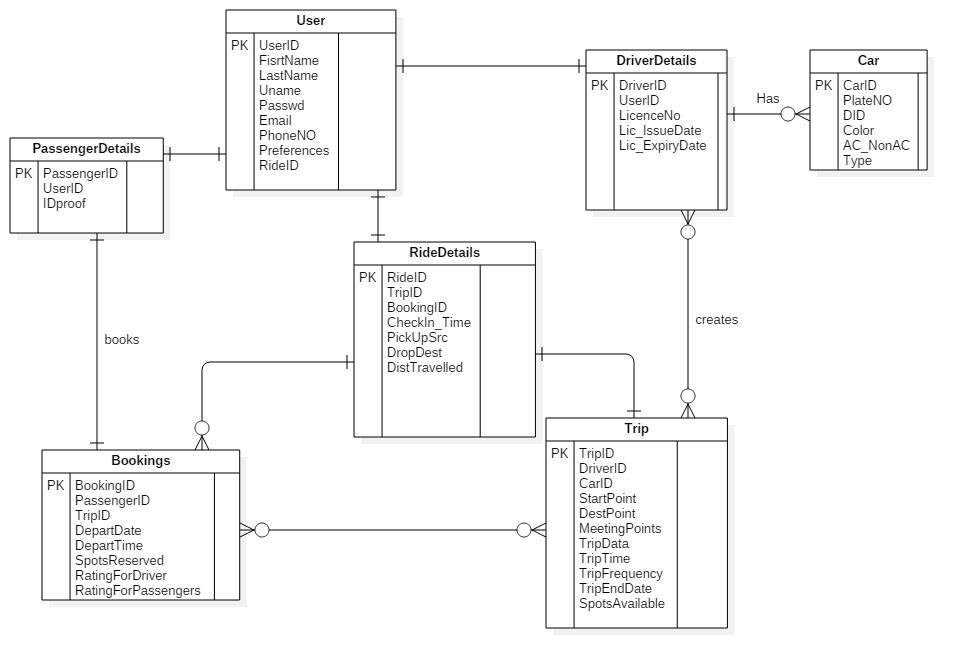 User
PK
UserID
FisrtName
LastName
Uname
Passwd
Email
PhoneNO
Preferences
RideID
DriverDetails
PK
DriverID
UserID
LicenceNo
Lic_IssueDate
Lic_ExpiryDate
Has
Car
PK
CarID
PlateNO
DID
Color
AC_NonAC
Type
PassengerDetails
PK
PassengerID
UserID
IDproof
RideDetails
PK
RideID
TripID
BookingID
CheckIn_Time
PickUpSrc
DropDest
DistTravelled
books
creates
Bookings
PK
BookingID
PassengerID
TripID
DepartDate
DepartTime
SpotsReserved
RatingForDriver
RatingForPassengers
Trip
PK
TripID
DriverID
CarID
StartPoint
DestPoint
MeetingPoints
TripData
TripTime
TripFrequency
TripEndDate
SpotsAvailable